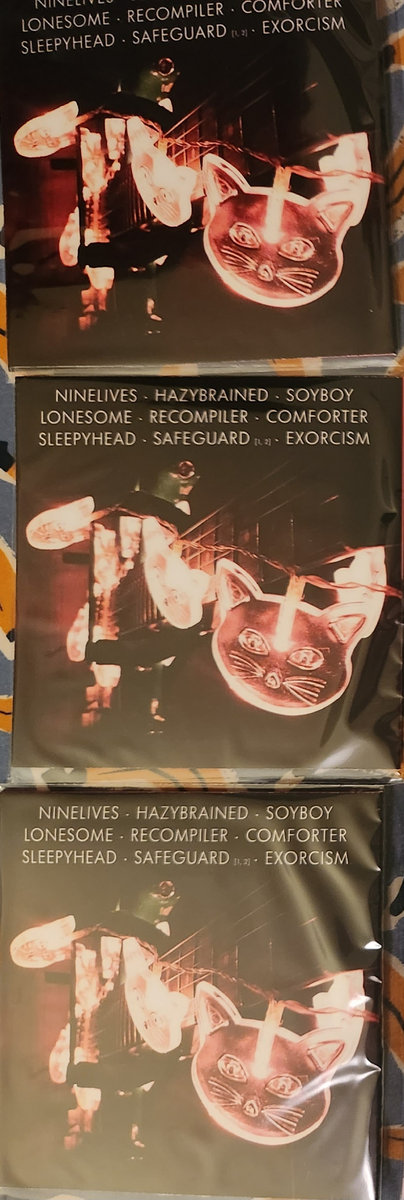 NINELIVES ·
LONESOME · RECOMPILER · COMFORTER
SLEEPYHEAD · SAFEGUARD [1, 2] · EXORCISM
NINELIVES · HAZYBRAINED · SOYBOY
LONESOME · RECOMPILER · COMFORTER
SLEEPYHEAD · SAFEGUARD [1, 2] · EXORCISM
NINELIVES · HAZYBRAINED · SOYBOY
LONESOME · RECOMPILER · COMFORTER
SLEEPYHEAD · SAFEGUARD [1, 2] · EXORCISM